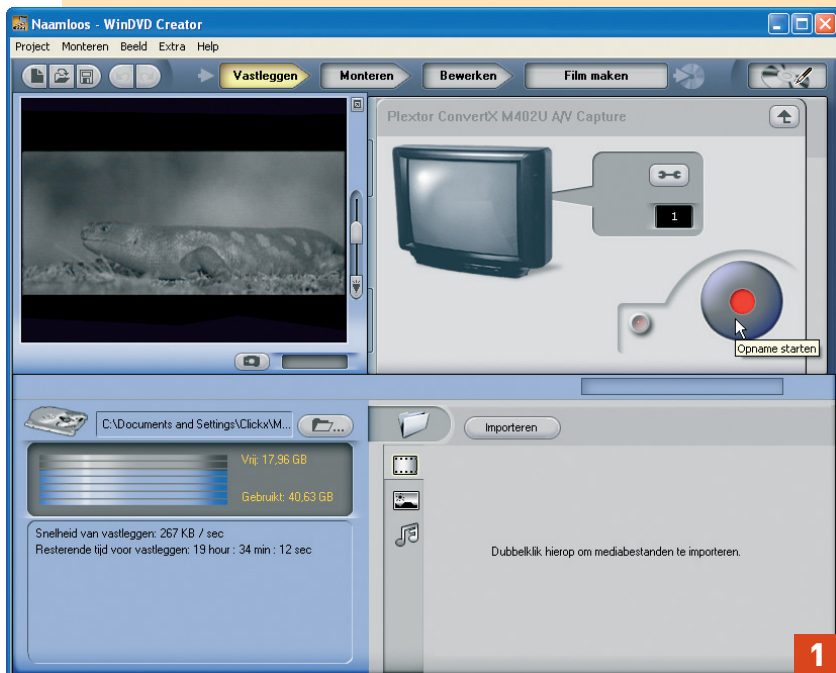 Naamloos - WinDVD Creator
Project Monteren Beeld Extra Help
Vastleggen Monteren Bewerken Film maken
Plextor ConvertX M402U A/V Capture
1
Opname starten
C:\Documents and Settings\Clickx\M...
Importeren
Vrij: 17,96 GB
Gebruikt: 40,63 GB
Snelheid van vastleggen: 267 KB / sec
Resterende tijd voor vastleggen: 19 hour : 34 min : 12 sec
Dubbelklik hierop om mediabestanden te importeren.
1